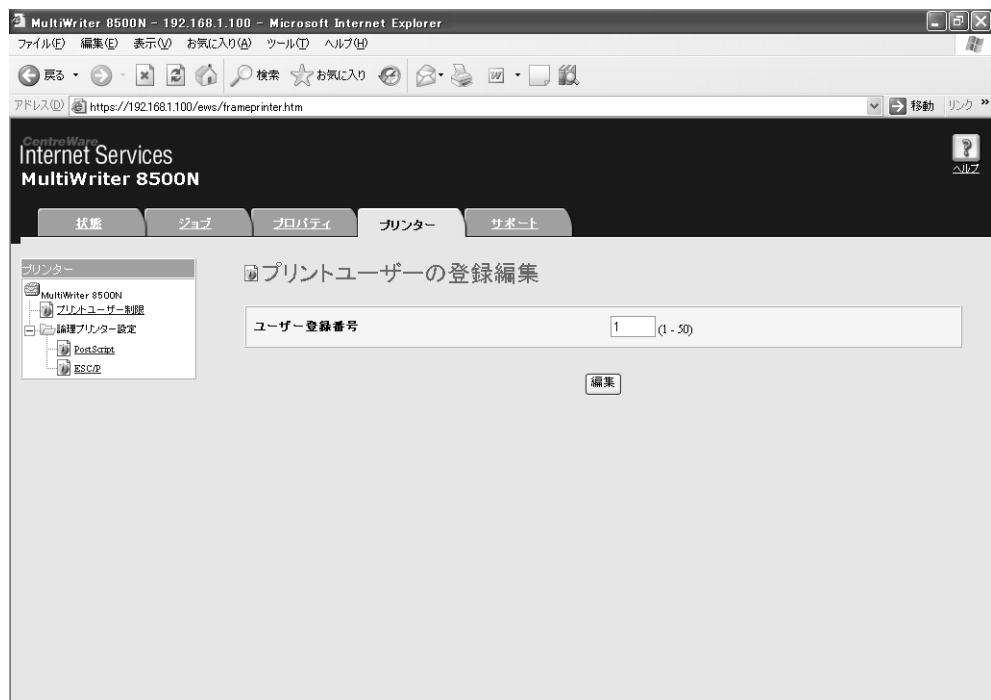 MultiWriter 8500N - 192.168.1.100 - Microsoft Internet Explorer
ファイル(F) 編集(E) 表示(V) お気に入り(A) ツール(T) ヘルプ(H)
戻る 検索 お気に入り
アドレス(D) https://192.168.1.100/ews/frameprinter.htm 移動 リンク »
CentreWare
Internet Services
MultiWriter 8500N
ヘルプ
状態 ジョブ プロパティ プリンター サポート
プリンター
MultiWriter 8500N
プリントユーザー制限
論理プリンター設定
PostScript
ESC/P
プリントユーザーの登録編集
ユーザー登録番号 1 (1 - 50)
編集